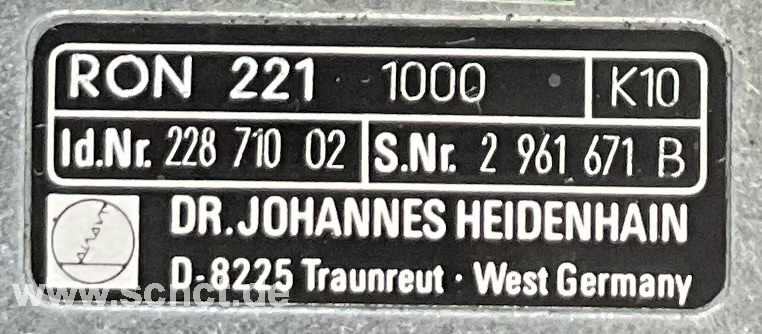 RON 221 1000 K10
Id.Nr. 228 710 02 S.Nr. 2 961 671 B
DR. JOHANNES HEIDENHAIN
D-8225 Traunreut · West Germany
www.schct.de